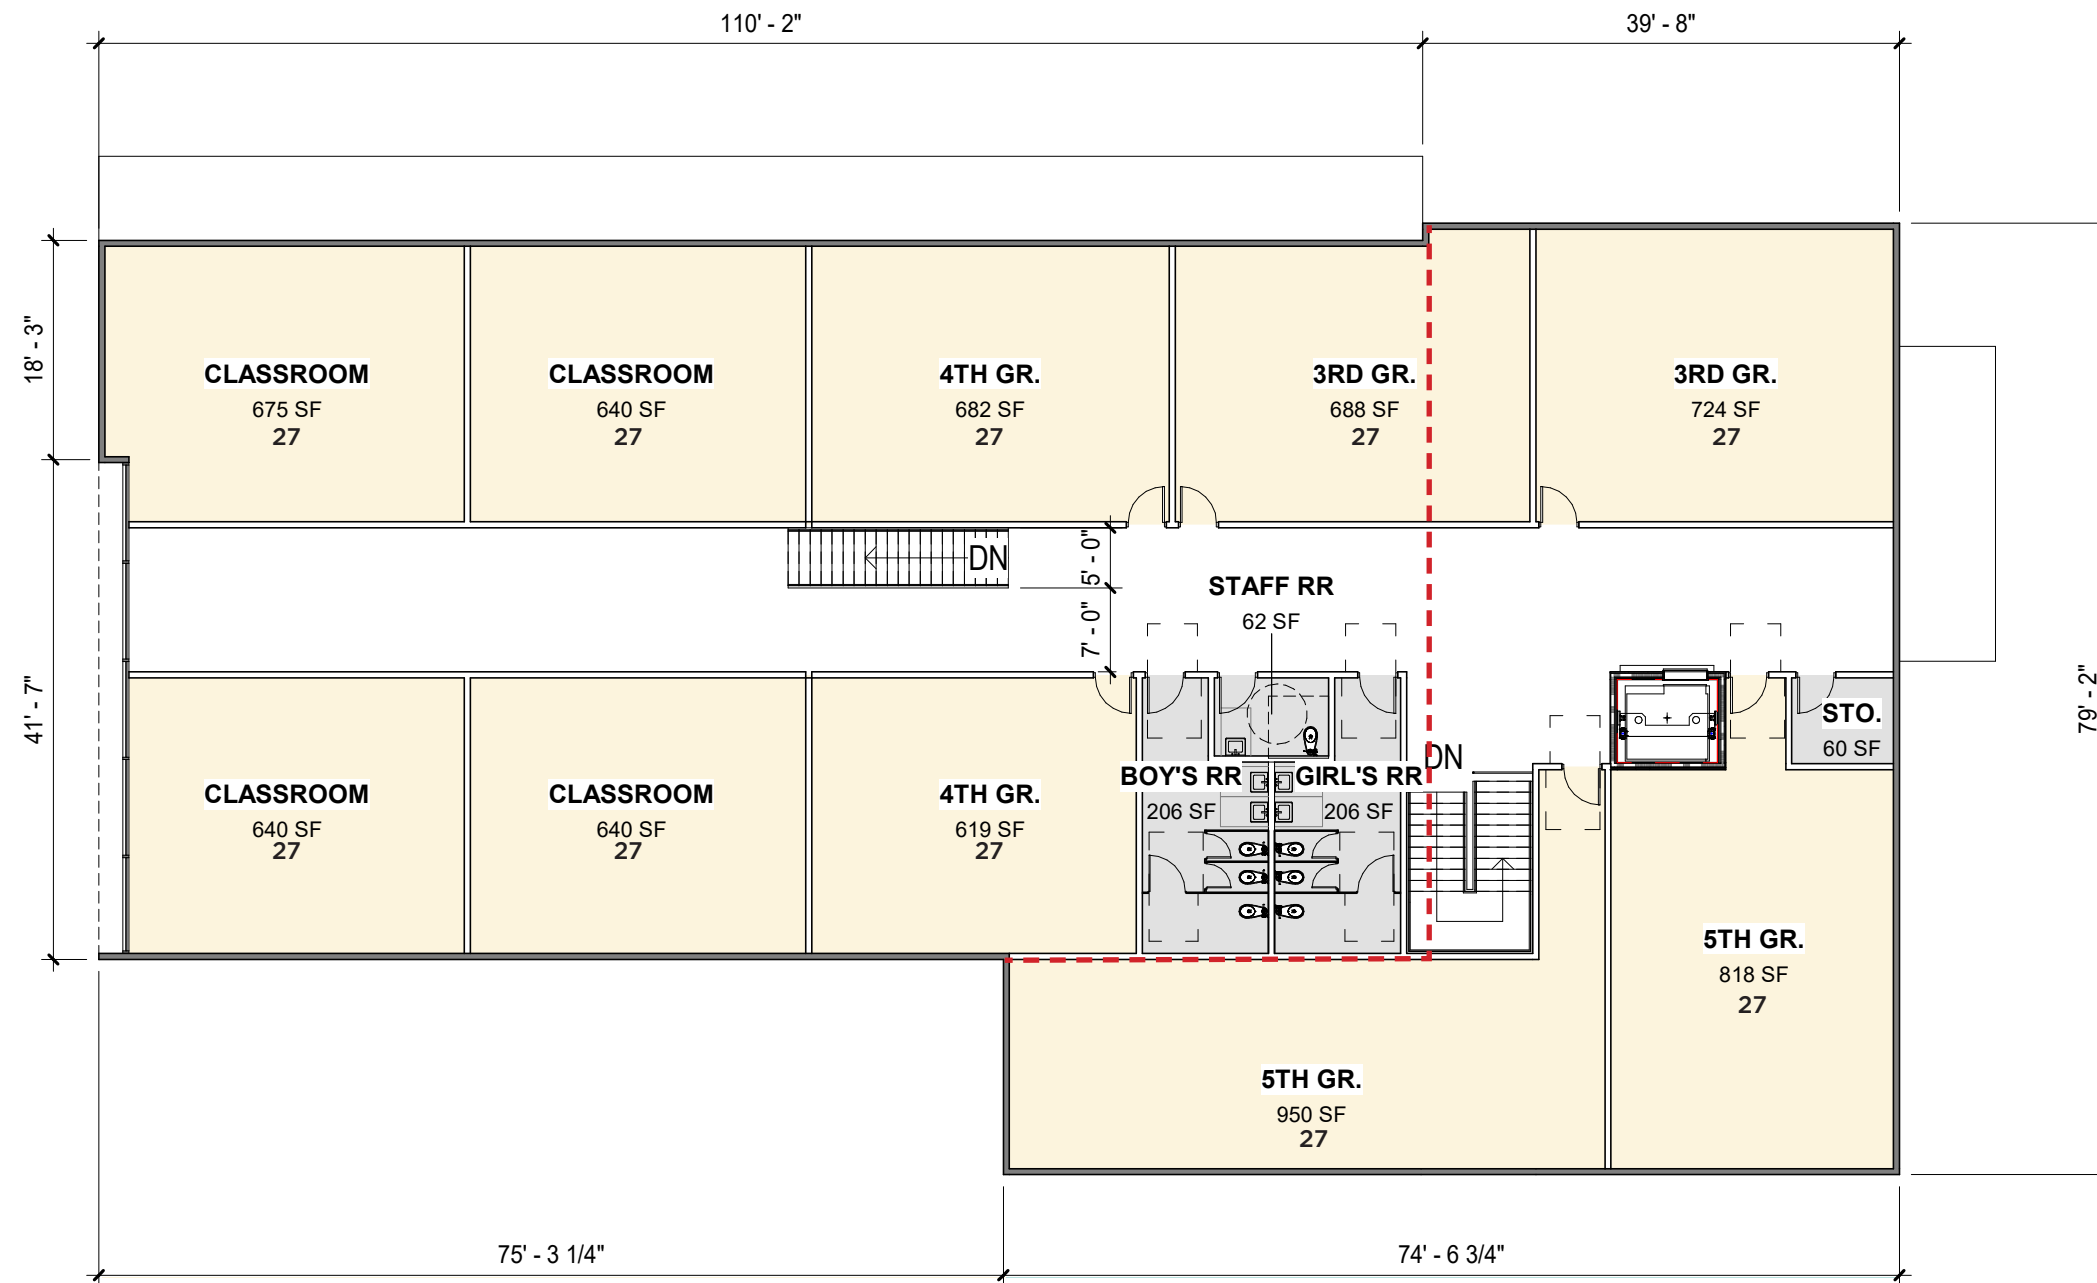 110' - 2"
39' - 8"
18' - 3"
CLASSROOM
675 SF
27
CLASSROOM
640 SF
27
4TH GR.
682 SF
27
3RD GR.
688 SF
27
3RD GR.
724 SF
27
DN
5' - 0"
7' - 0"
STAFF RR
62 SF
41' - 7"
79' - 2"
CLASSROOM
640 SF
27
CLASSROOM
640 SF
27
4TH GR.
619 SF
27
BOY'S RR
206 SF
GIRL'S RR
206 SF
DN
STO.
60 SF
5TH GR.
818 SF
27
5TH GR.
950 SF
27
75' - 3 1/4"
74' - 6 3/4"